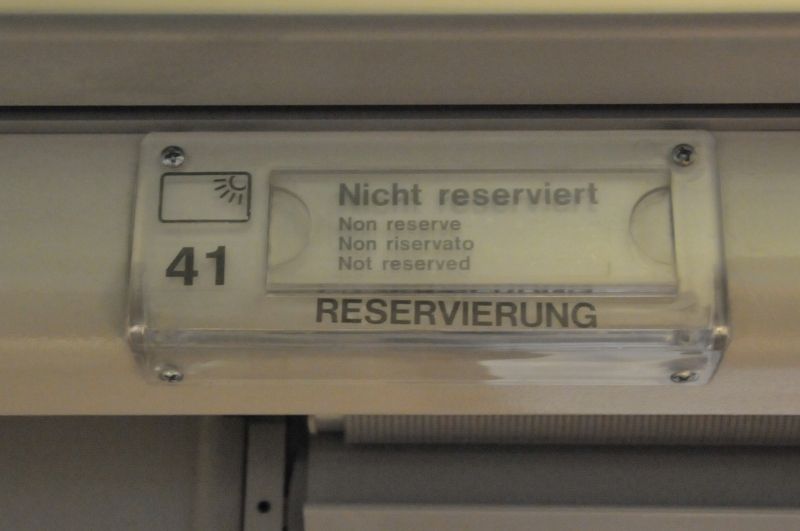 Nicht reserviert
Non reserve
Non riservato
Not reserved
41
RESERVIERUNG